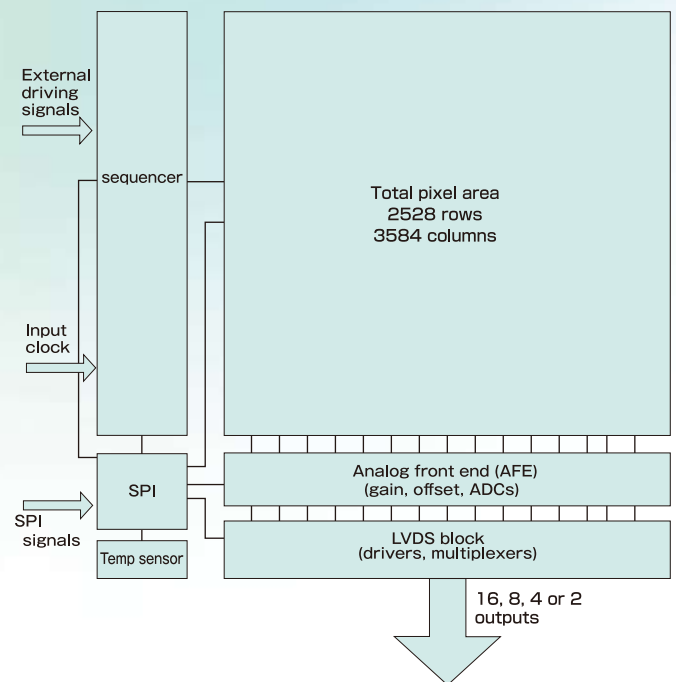 External
driving
signals
sequencer
Total pixel area
2528 rows
3584 columns
Input
clock
SPI
SPI
signals
Temp sensor
Analog front end (AFE)
(gain, offset, ADCs)
LVDS block
(drivers, multiplexers)
16, 8, 4 or 2
outputs